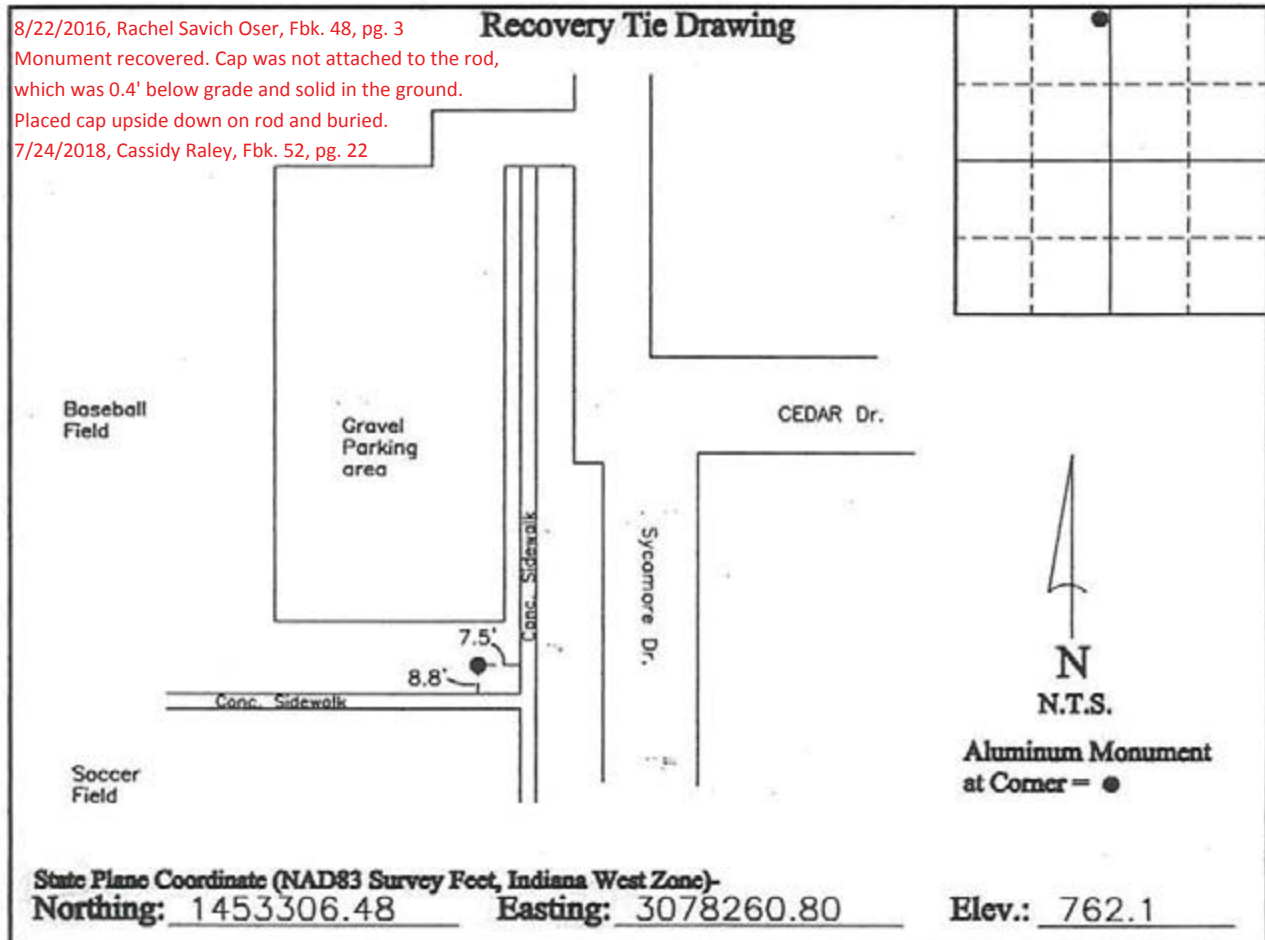 Recovery Tie Drawing
8/22/2016, Rachel Savich Oser, Fbk. 48, pg. 3
Monument recovered. Cap was not attached to the rod,
which was 0.4' below grade and solid in the ground.
Placed cap upside down on rod and buried.
7/24/2018, Cassidy Raley, Fbk. 52, pg. 22
Baseball
Field
Gravel
Parking
area
CEDAR Dr.
Conc. Sidewalk
Sycamore Dr.
7.5'
8.8'
Conc. Sidewalk
Soccer
Field
N
N.T.S.
Aluminum Monument
at Corner = 
State Plane Coordinate (NAD83 Survey Feet, Indiana West Zone)-
Northing: 1453306.48 Easting: 3078260.80 Elev.: 762.1